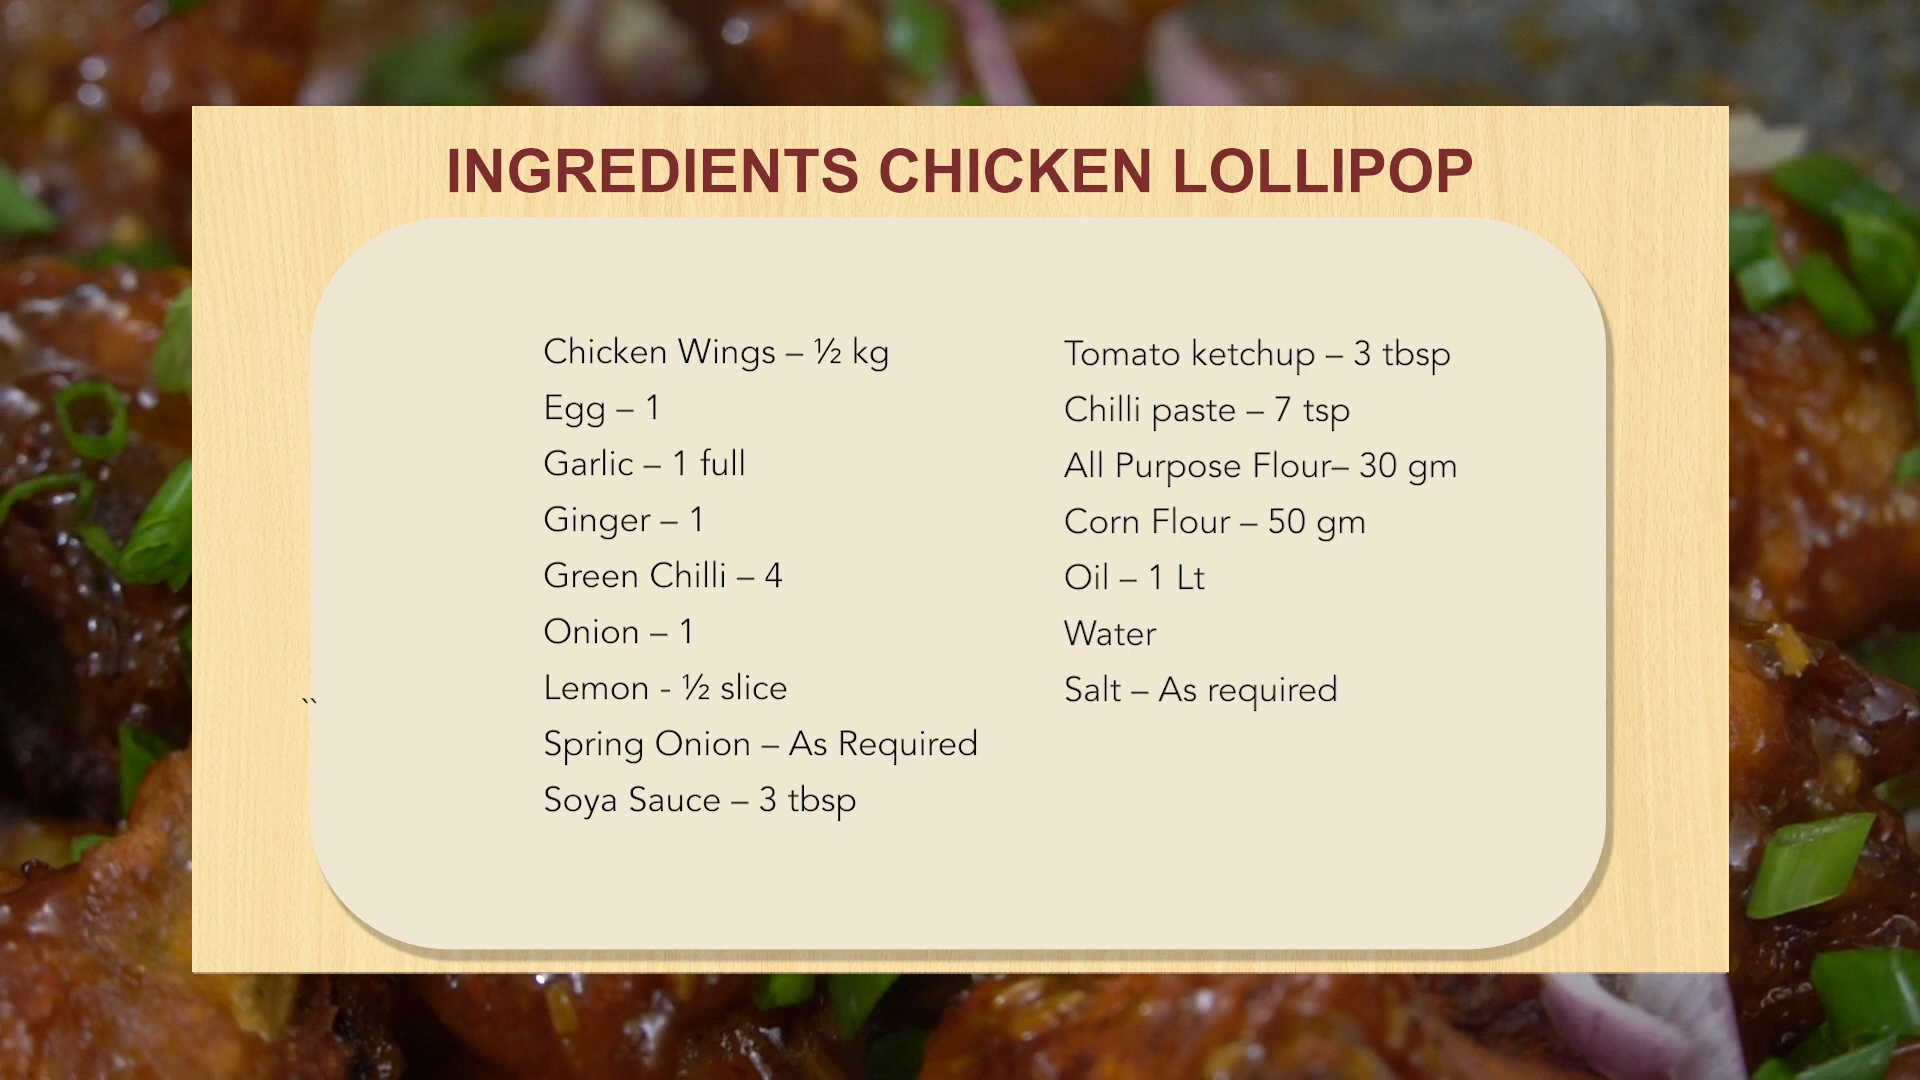 INGREDIENTS CHICKEN LOLLIPOP
Chicken Wings – ½ kg
Egg – 1
Garlic – 1 full
Ginger – 1
Green Chilli – 4
Onion – 1
Lemon - ½ slice
Spring Onion – As Required
Soya Sauce – 3 tbsp
Tomato ketchup – 3 tbsp
Chilli paste – 7 tsp
All Purpose Flour– 30 gm
Corn Flour – 50 gm
Oil – 1 Lt
Water
Salt – As required
``